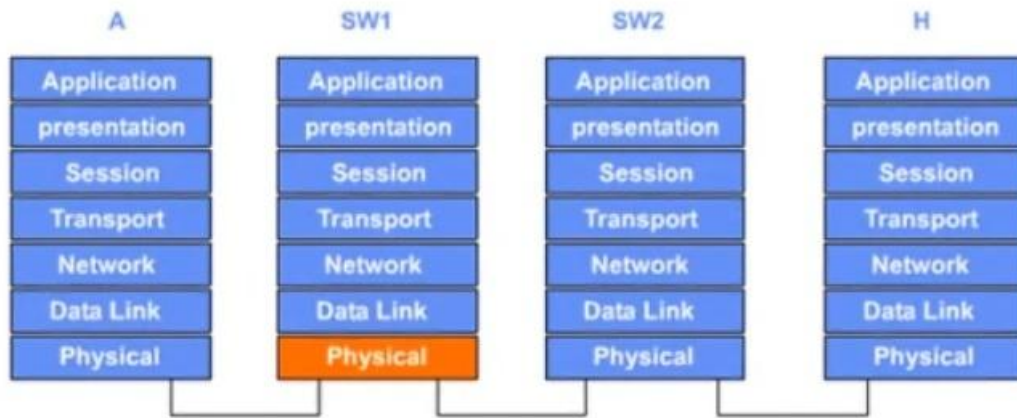 A SW1 SW2 H
Application Application Application Application
presentation presentation presentation presentation
Session Session Session Session
Transport Transport Transport Transport
Network Network Network Network
Data Link Data Link Data Link Data Link
Physical Physical Physical Physical